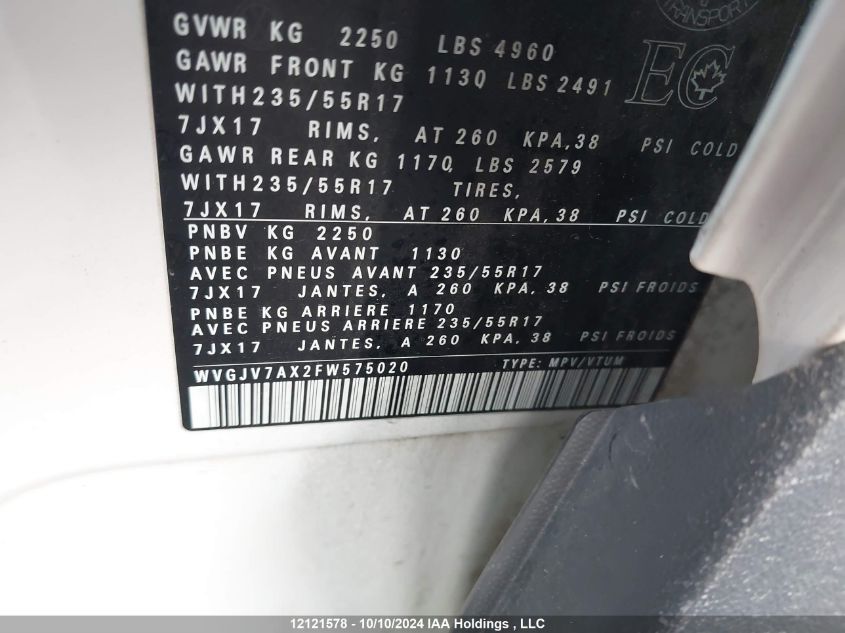 TRANSPORT
GVWR KG 2250 LBS 4960
GAWR FRONT KG 1130 LBS 2491
EC
WITH235/55R17
7JX17 RIMS, AT 260 KPA,38 PSI COLD
GAWR REAR KG 1170, LBS 2579
WITH235/55R17 TIRES,
7JX17 RIMS, AT 260 KPA,38 PSI COLD
PNBV KG 2250
PNBE KG AVANT 1130
AVEC PNEUS AVANT 235/55R17
7JX17 JANTES, A 260 KPA, 38 PSI FROIDS
PNBE KG ARRIERE 1170
AVEC PNEUS ARRIERE 235/55R17
7JX17 JANTES, A 260 KPA, 38 PSI FROIDS
WVGJV7AX2FW575020 TYPE: MPV/VTUM
12121578 - 10/10/2024 IAA Holdings , LLC